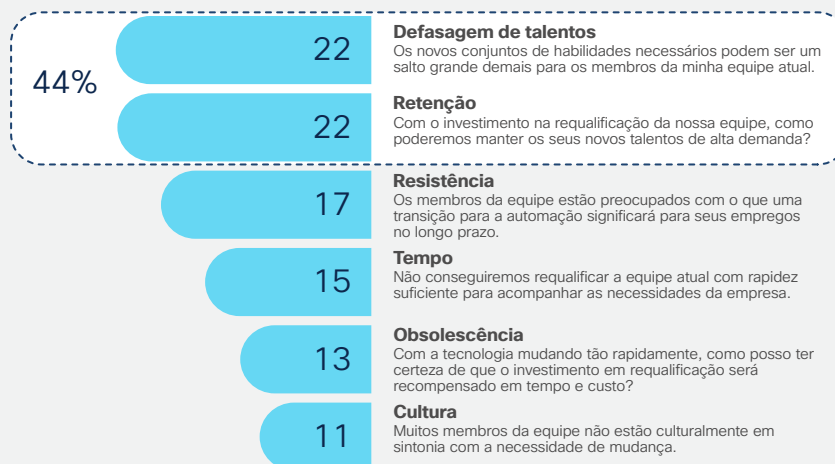 44%
22
Defasagem de talentos
Os novos conjuntos de habilidades necessários podem ser um
salto grande demais para os membros da minha equipe atual.
22
Retenção
Com o investimento na requalificação da nossa equipe, como
poderemos manter os seus novos talentos de alta demanda?
17
Resistência
Os membros da equipe estão preocupados com o que uma
transição para a automação significará para seus empregos
no longo prazo.
15
Tempo
Não conseguiremos requalificar a equipe atual com rapidez
suficiente para acompanhar as necessidades da empresa.
13
Obsolescência
Com a tecnologia mudando tão rapidamente, como posso ter
certeza de que o investimento em requalificação será
recompensado em tempo e custo?
11
Cultura
Muitos membros da equipe não estão culturalmente em
sintonia com a necessidade de mudança.